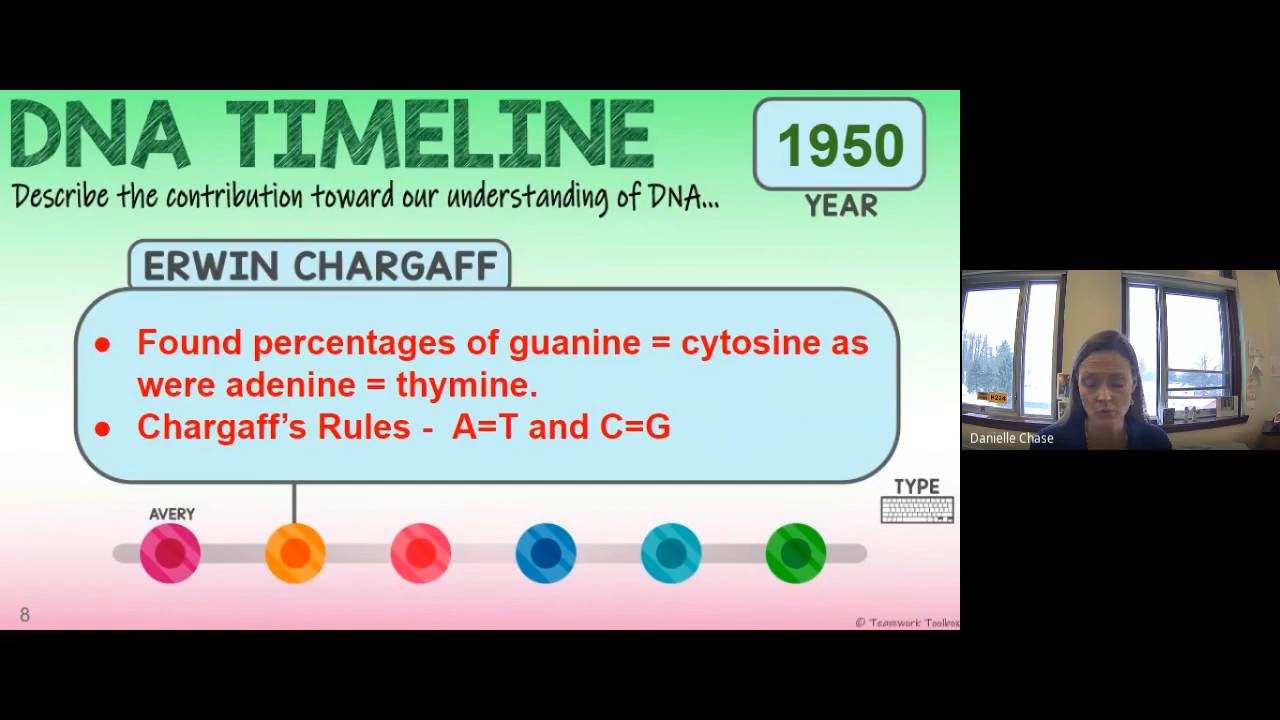 DNA TIMELINE
1950
Describe the contribution toward our understanding of DNA...
YEAR
ERWIN CHARGAFF
● Found percentages of guanine = cytosine as
were adenine = thymine.
● Chargaff's Rules - A=T and C=G
TYPE
AVERY
8
© Teamwork Toolbox
H224
Danielle Chase